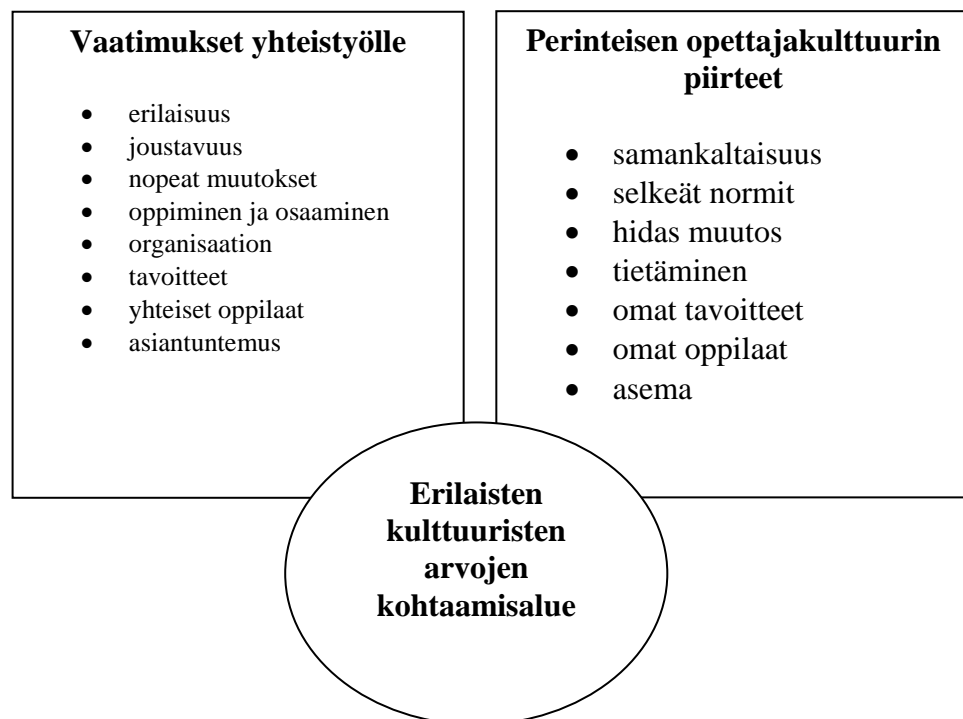 Vaatimukset yhteistyölle
• erilaisuus
• joustavuus
• nopeat muutokset
• oppiminen ja osaaminen
• organisaation
• tavoitteet
• yhteiset oppilaat
• asiantuntemus
Perinteisen opettajakulttuurin
piirteet
• samankaltaisuus
• selkeät normit
• hidas muutos
• tietäminen
• omat tavoitteet
• omat oppilaat
• asema
Erilaisten
kulttuuristen
arvojen
kohtaamisalue